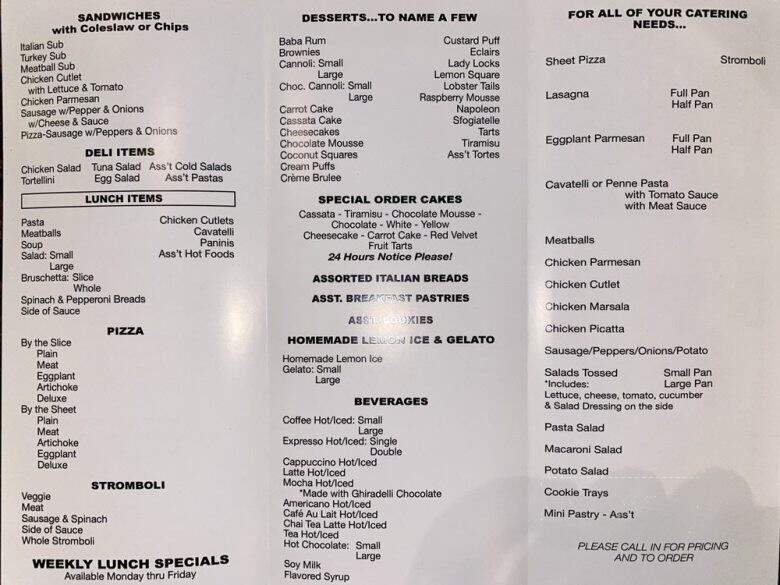 SANDWICHES
with Coleslaw or Chips
Italian Sub
Turkey Sub
Meatball Sub
Chicken Cutlet
with Lettuce & Tomato
Chicken Parmesan
Sausage w/Pepper & Onions
w/Cheese & Sauce
Pizza-Sausage w/Peppers & Onions
DELI ITEMS
Chicken Salad Tuna Salad Ass't Cold Salads
Tortellini Egg Salad Ass't Pastas
LUNCH ITEMS
Pasta Chicken Cutlets
Meatballs Cavatelli
Soup Paninis
Salad: Small Ass't Hot Foods
Large
Bruschetta: Slice
Whole
Spinach & Pepperoni Breads
Side of Sauce
PIZZA
By the Slice
Plain
Meat
Eggplant
Artichoke
Deluxe
By the Sheet
Plain
Meat
Artichoke
Eggplant
Deluxe
STROMBOLI
Veggie
Meat
Sausage & Spinach
Side of Sauce
Whole Stromboli
WEEKLY LUNCH SPECIALS
Available Monday thru Friday
DESSERTS...TO NAME A FEW
Baba Rum Custard Puff
Brownies Eclairs
Cannoli: Small Lady Locks
Large Lemon Square
Choc. Cannoli: Small Lobster Tails
Large Raspberry Mousse
Carrot Cake Napoleon
Cassata Cake Sfogiatelle
Cheesecakes Tarts
Chocolate Mousse Tiramisu
Coconut Squares Ass't Tortes
Cream Puffs
Crème Brulee
SPECIAL ORDER CAKES
Cassata - Tiramisu - Chocolate Mousse -
Chocolate - White - Yellow
Cheesecake - Carrot Cake - Red Velvet
Fruit Tarts
24 Hours Notice Please!
ASSORTED ITALIAN BREADS
ASST. BREAKFAST PASTRIES
ASST. COOKIES
HOMEMADE LEMON ICE & GELATO
Homemade Lemon Ice
Gelato: Small
Large
BEVERAGES
Coffee Hot/Iced: Small
Large
Expresso Hot/Iced: Single
Double
Cappuccino Hot/Iced
Latte Hot/Iced
Mocha Hot/Iced
*Made with Ghiradelli Chocolate
Americano Hot/Iced
Café Au Lait Hot/Iced
Chai Tea Latte Hot/Iced
Tea Hot/Iced
Hot Chocolate: Small
Large
Soy Milk
Flavored Syrup
FOR ALL OF YOUR CATERING
NEEDS...
Sheet Pizza Stromboli
Lasagna Full Pan
Half Pan
Eggplant Parmesan Full Pan
Half Pan
Cavatelli or Penne Pasta
with Tomato Sauce
with Meat Sauce
Meatballs
Chicken Parmesan
Chicken Cutlet
Chicken Marsala
Chicken Picatta
Sausage/Peppers/Onions/Potato
Salads Tossed Small Pan
*Includes: Large Pan
Lettuce, cheese, tomato, cucumber
& Salad Dressing on the side
Pasta Salad
Macaroni Salad
Potato Salad
Cookie Trays
Mini Pastry - Ass't
PLEASE CALL IN FOR PRICING
AND TO ORDER